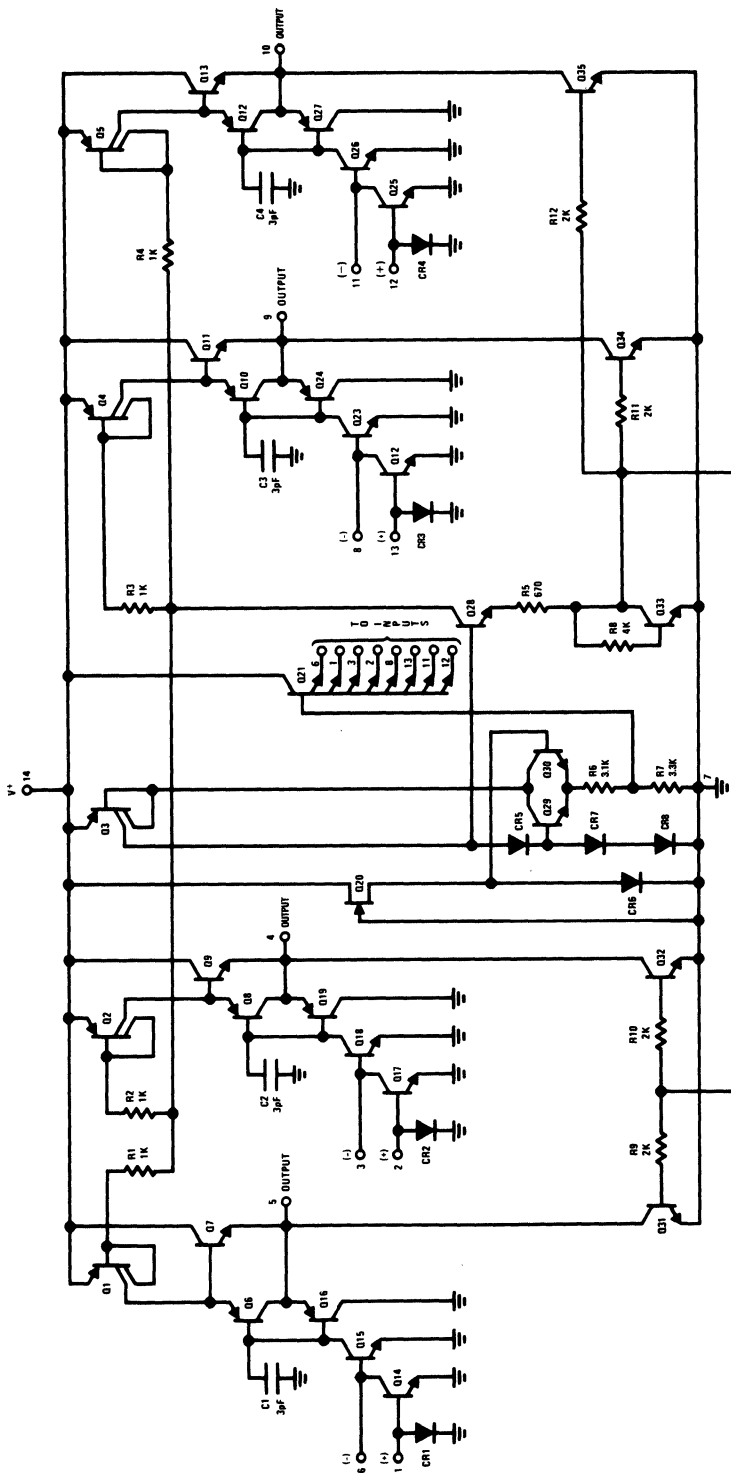 V+
14
Q1
R1
1K
R2
1K
Q2
Q3
R3
1K
Q4
R4
1K
Q5
Q7
5
OUTPUT
Q6
Q16
C1
3pF
Q15
Q14
(-)
6
(+)
1
CR1
Q9
4
OUTPUT
Q8
Q19
C2
3pF
Q18
Q17
(-)
3
(+)
2
CR2
Q20
CR6
Q21
6
1
3
2
8
13
11
12
TO INPUTS
Q28
CR5
Q29
Q30
CR7
CR8
R6
3.1K
R7
3.3K
7
R5
670
R8
4K
Q33
Q11
9
OUTPUT
Q10
Q24
C3
3pF
Q23
Q12
(-)
8
(+)
13
CR3
Q13
10
OUTPUT
Q12
Q27
C4
3pF
Q26
Q25
(-)
11
(+)
12
CR4
Q31
R9
2K
R10
2K
Q32
R11
2K
Q34
R12
2K
Q35